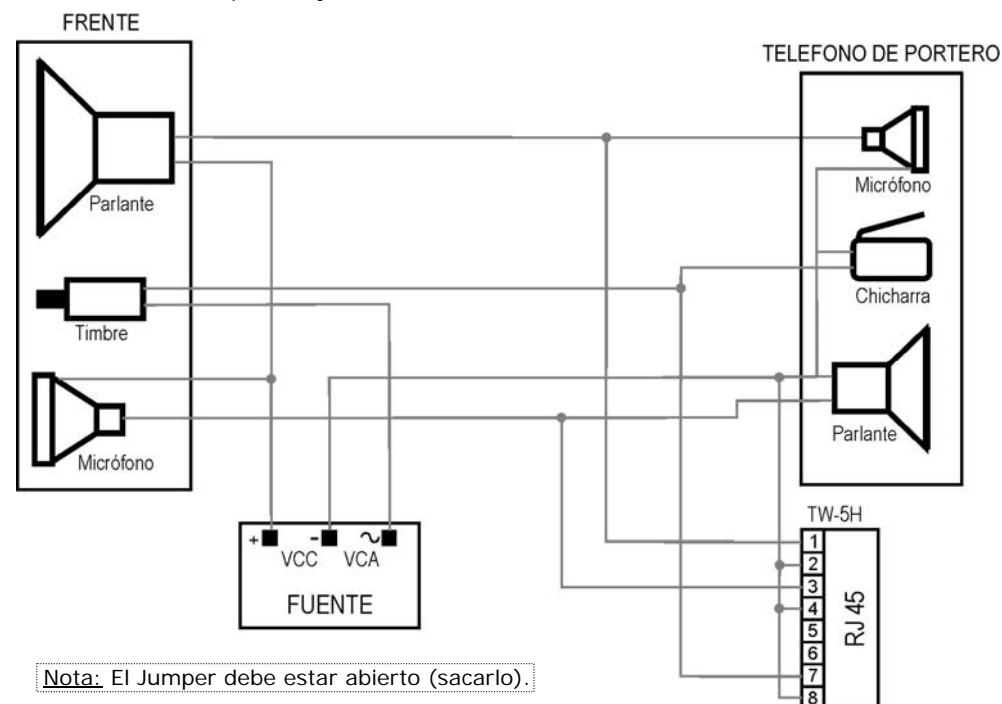 FRENTE
TELEFONO DE PORTERO
Parlante
Micrófono
Chicharra
Timbre
Parlante
Micrófono
TW-5H
+ - ~
VCC VCA
FUENTE
1
2
3
4
5
6
7
8
RJ 45
Nota: El Jumper debe estar abierto (sacarlo).